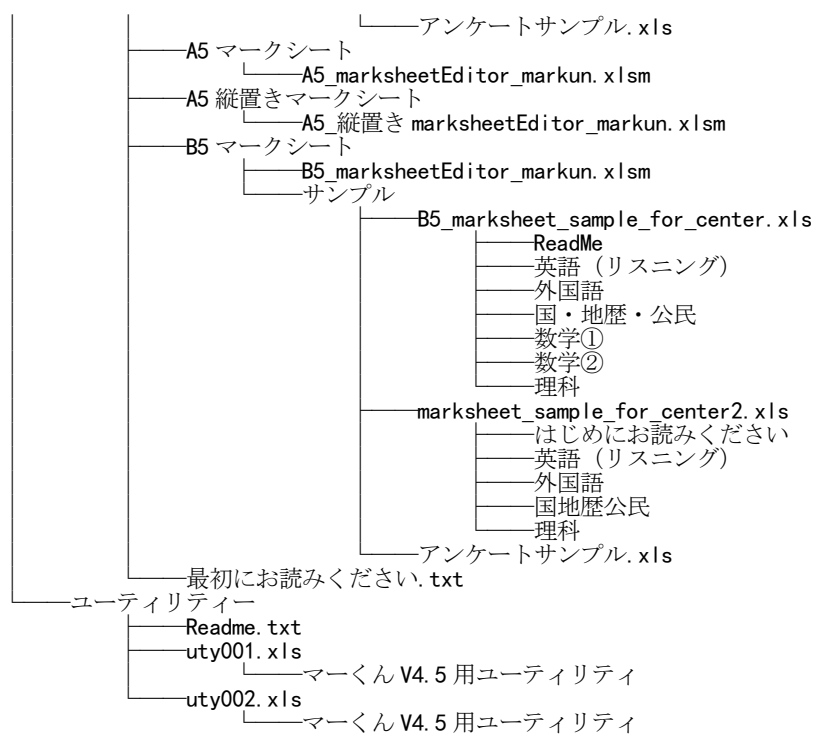 アンケートサンプル.xls
A5 マークシート
A5_marksheetEditor_markun.xlsm
A5 縦置きマークシート
A5_縦置き marksheetEditor_markun.xlsm
B5 マークシート
B5_marksheetEditor_markun.xlsm
サンプル
B5_marksheet_sample_for_center.xls
ReadMe
英語（リスニング）
外国語
国・地歴・公民
数学①
数学②
理科
marksheet_sample_for_center2.xls
はじめにお読みください
英語（リスニング）
外国語
国地歴公民
理科
アンケートサンプル.xls
最初にお読みください.txt
ユーティリティー
Readme.txt
uty001.xls
マーくん V4.5 用ユーティリティ
uty002.xls
マーくん V4.5 用ユーティリティ